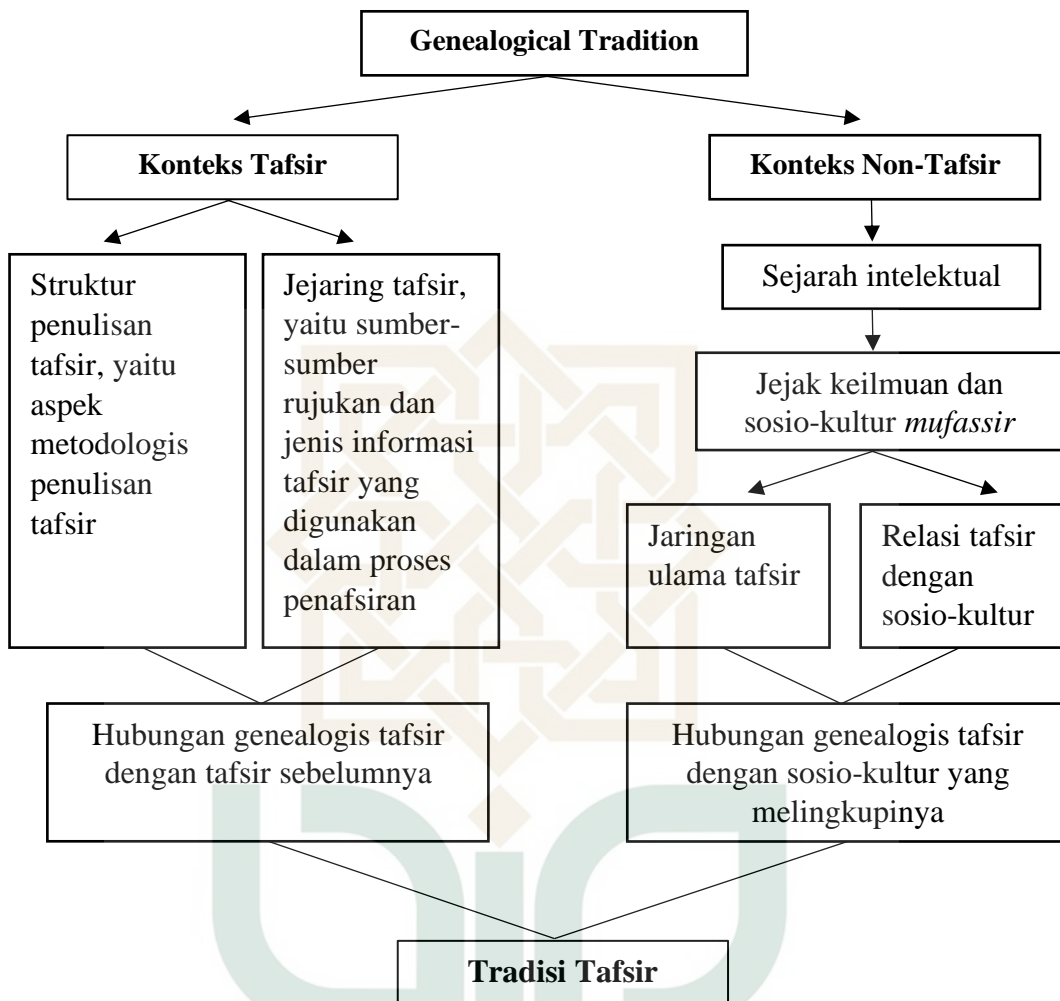 Genealogical Tradition
Konteks Tafsir
Konteks Non-Tafsir
Struktur
penulisan
tafsir, yaitu
aspek
metodologis
penulisan
tafsir
Jejaring tafsir,
yaitu sumber-
sumber
rujukan dan
jenis informasi
tafsir yang
digunakan
dalam proses
penafsiran
Sejarah intelektual
Jejak keilmuan dan
sosio-kultur mufassir
Jaringan
ulama tafsir
Relasi tafsir
dengan
sosio-kultur
Hubungan genealogis tafsir
dengan tafsir sebelumnya
Hubungan genealogis tafsir
dengan sosio-kultur yang
melingkupinya
Tradisi Tafsir